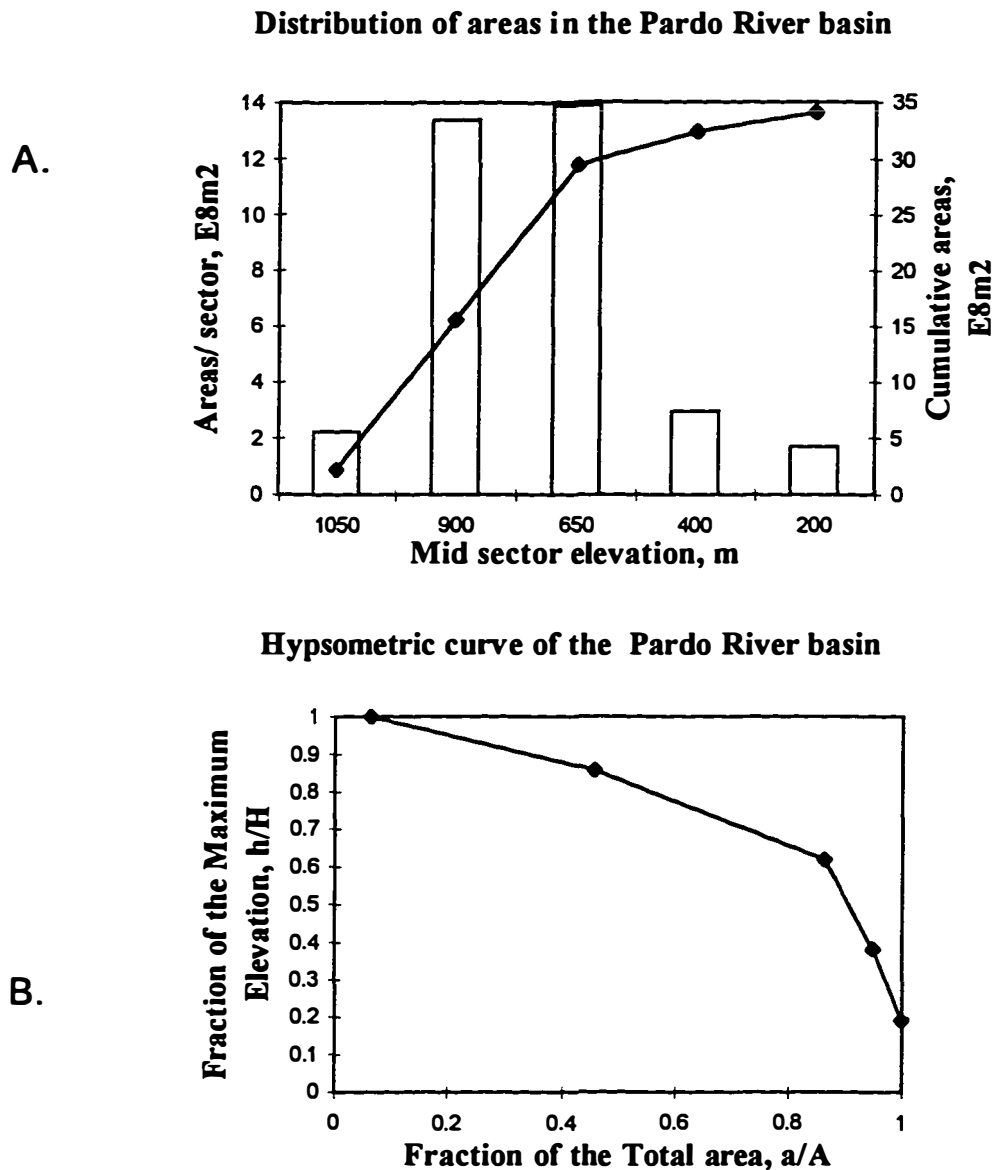 Distribution of areas in the Pardo River basin
A.
Areas/ sector, E8m2
14
12
10
8
6
4
2
0
35
30
25
20
15
10
5
0
Cumulative areas,
E8m2
1050 900 650 400 200
Mid sector elevation, m
Hypsometric curve of the Pardo River basin
B.
Fraction of the Maximum
Elevation, h/H
1
0.9
0.8
0.7
0.6
0.5
0.4
0.3
0.2
0.1
0
0 0.2 0.4 0.6 0.8 1
Fraction of the Total area, a/A